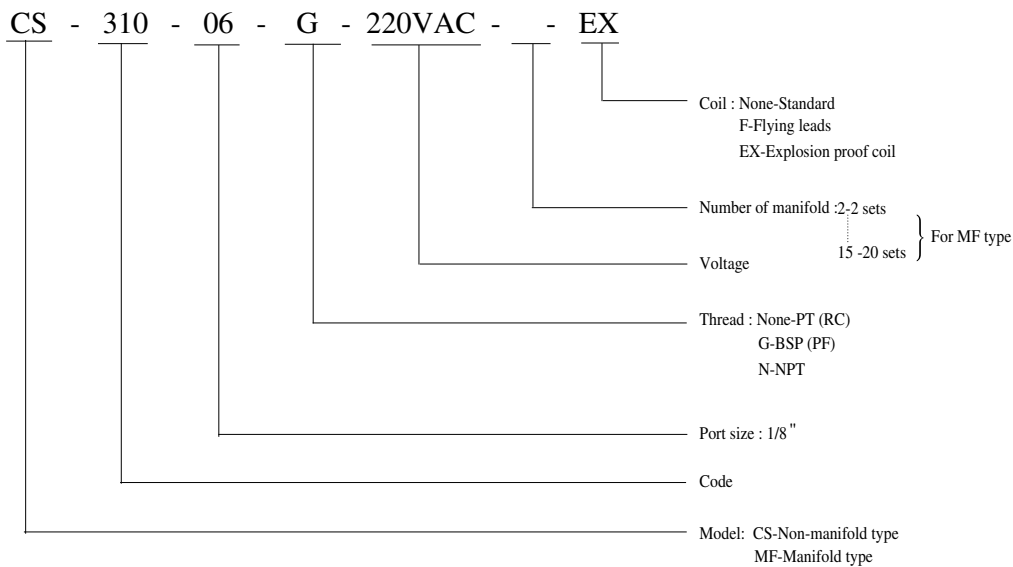 CS - 310 - 06 - G - 220VAC - - EX
Coil : None-Standard
F-Flying leads
EX-Explosion proof coil
Number of manifold :2-2 sets
15 -20 sets
For MF type
Voltage
Thread : None-PT (RC)
G-BSP (PF)
N-NPT
Port size : 1/8"
Code
Model: CS-Non-manifold type
MF-Manifold type